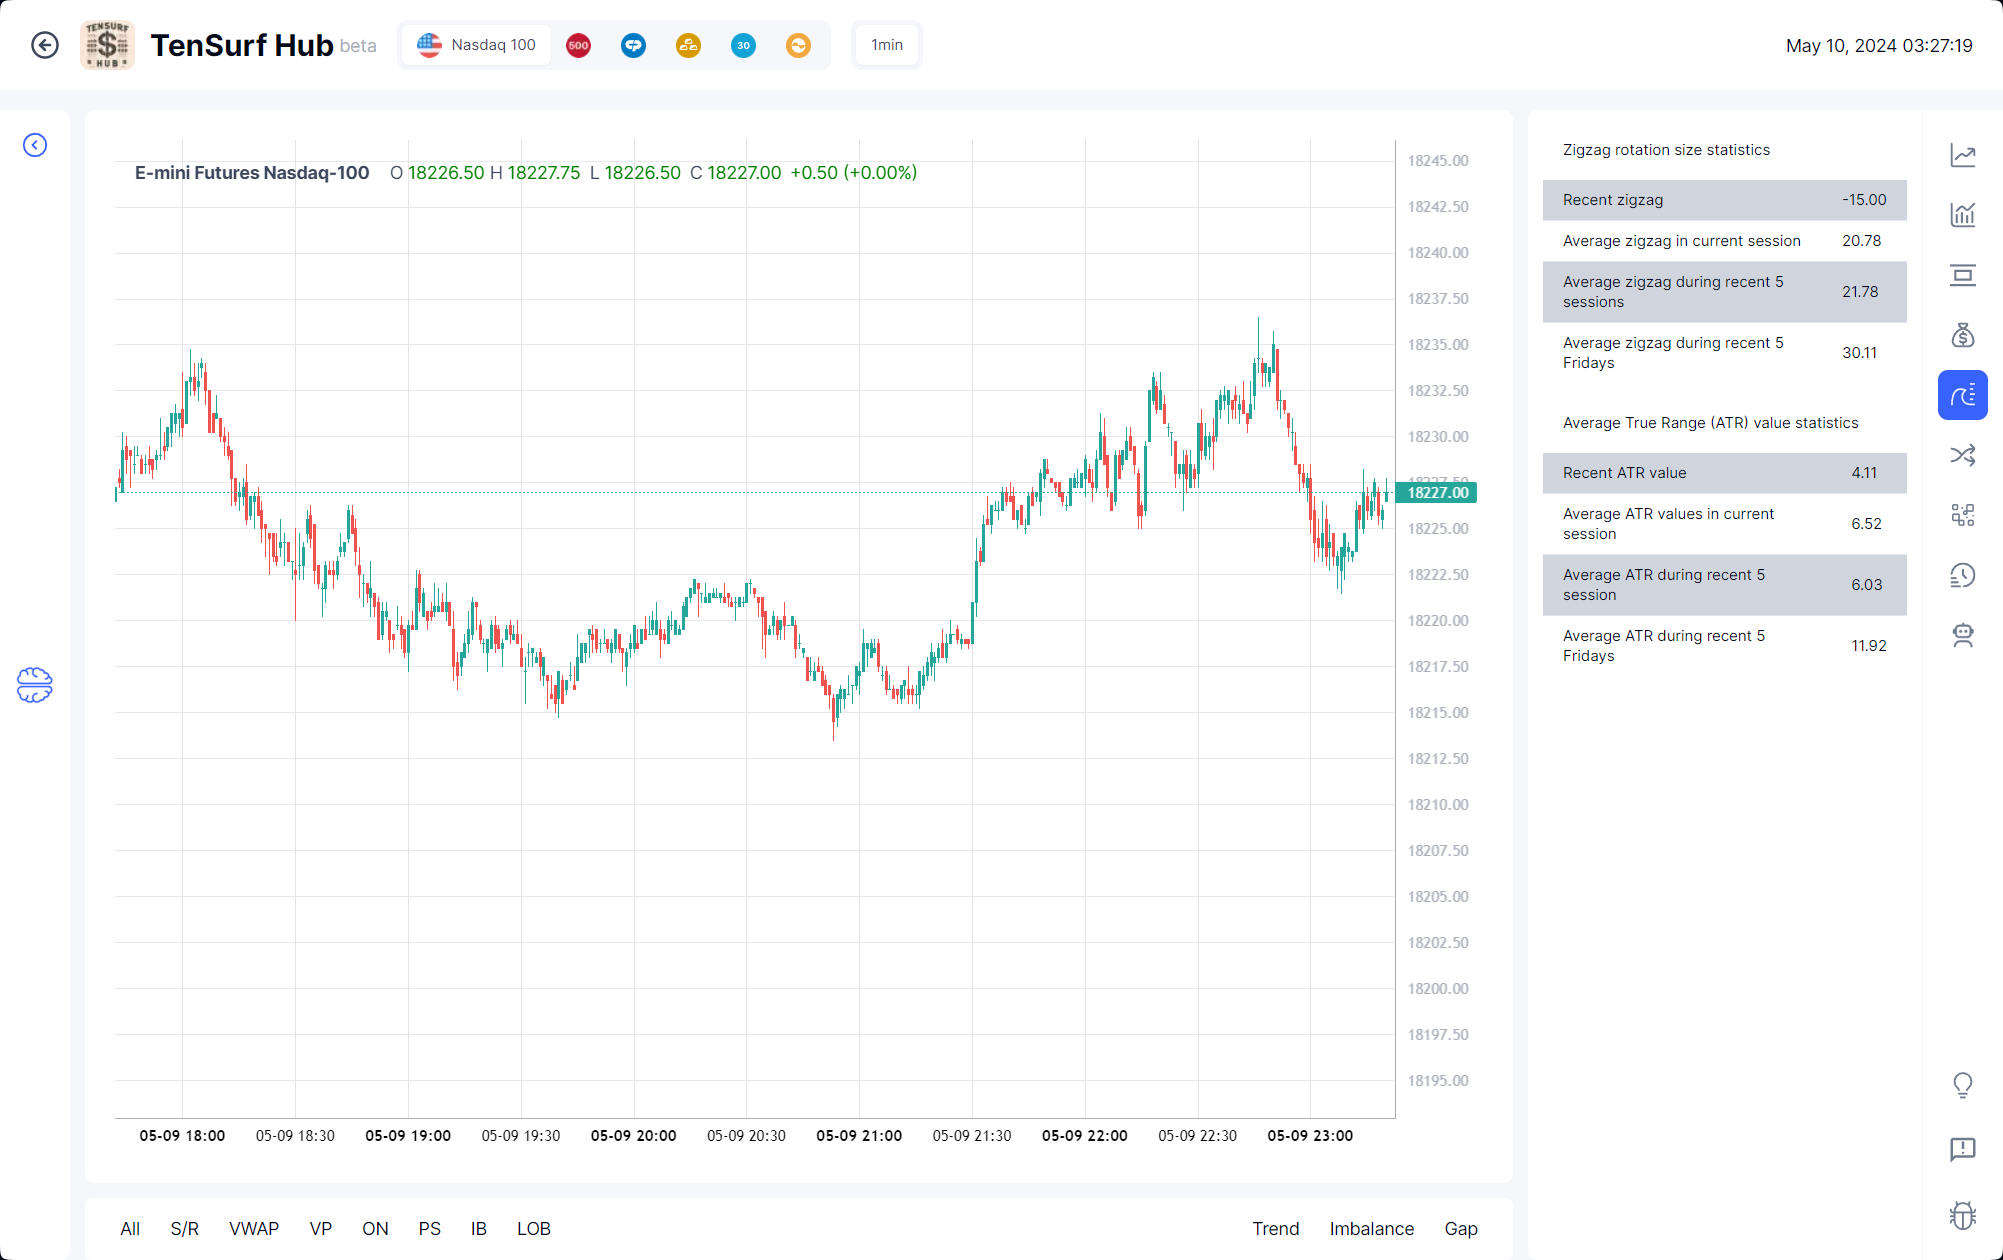 TENSURF
$
HUB
TenSurf Hub beta
Nasdaq 100
500
30
1min
May 10, 2024 03:27:19
E-mini Futures Nasdaq-100 O 18226.50 H 18227.75 L 18226.50 C 18227.00 +0.50 (+0.00%)
18245.00
18242.50
18240.00
18237.50
18235.00
18232.50
18230.00
18227.50
18227.00
18225.00
18222.50
18220.00
18217.50
18215.00
18212.50
18210.00
18207.50
18205.00
18202.50
18200.00
18197.50
18195.00
05-09 18:00 05-09 18:30 05-09 19:00 05-09 19:30 05-09 20:00 05-09 20:30 05-09 21:00 05-09 21:30 05-09 22:00 05-09 22:30 05-09 23:00
All S/R VWAP VP ON PS IB LOB Trend Imbalance Gap
Zigzag rotation size statistics
Recent zigzag -15.00
Average zigzag in current session 20.78
Average zigzag during recent 5
sessions 21.78
Average zigzag during recent 5
Fridays 30.11
Average True Range (ATR) value statistics
Recent ATR value 4.11
Average ATR values in current
session 6.52
Average ATR during recent 5
session 6.03
Average ATR during recent 5
Fridays 11.92